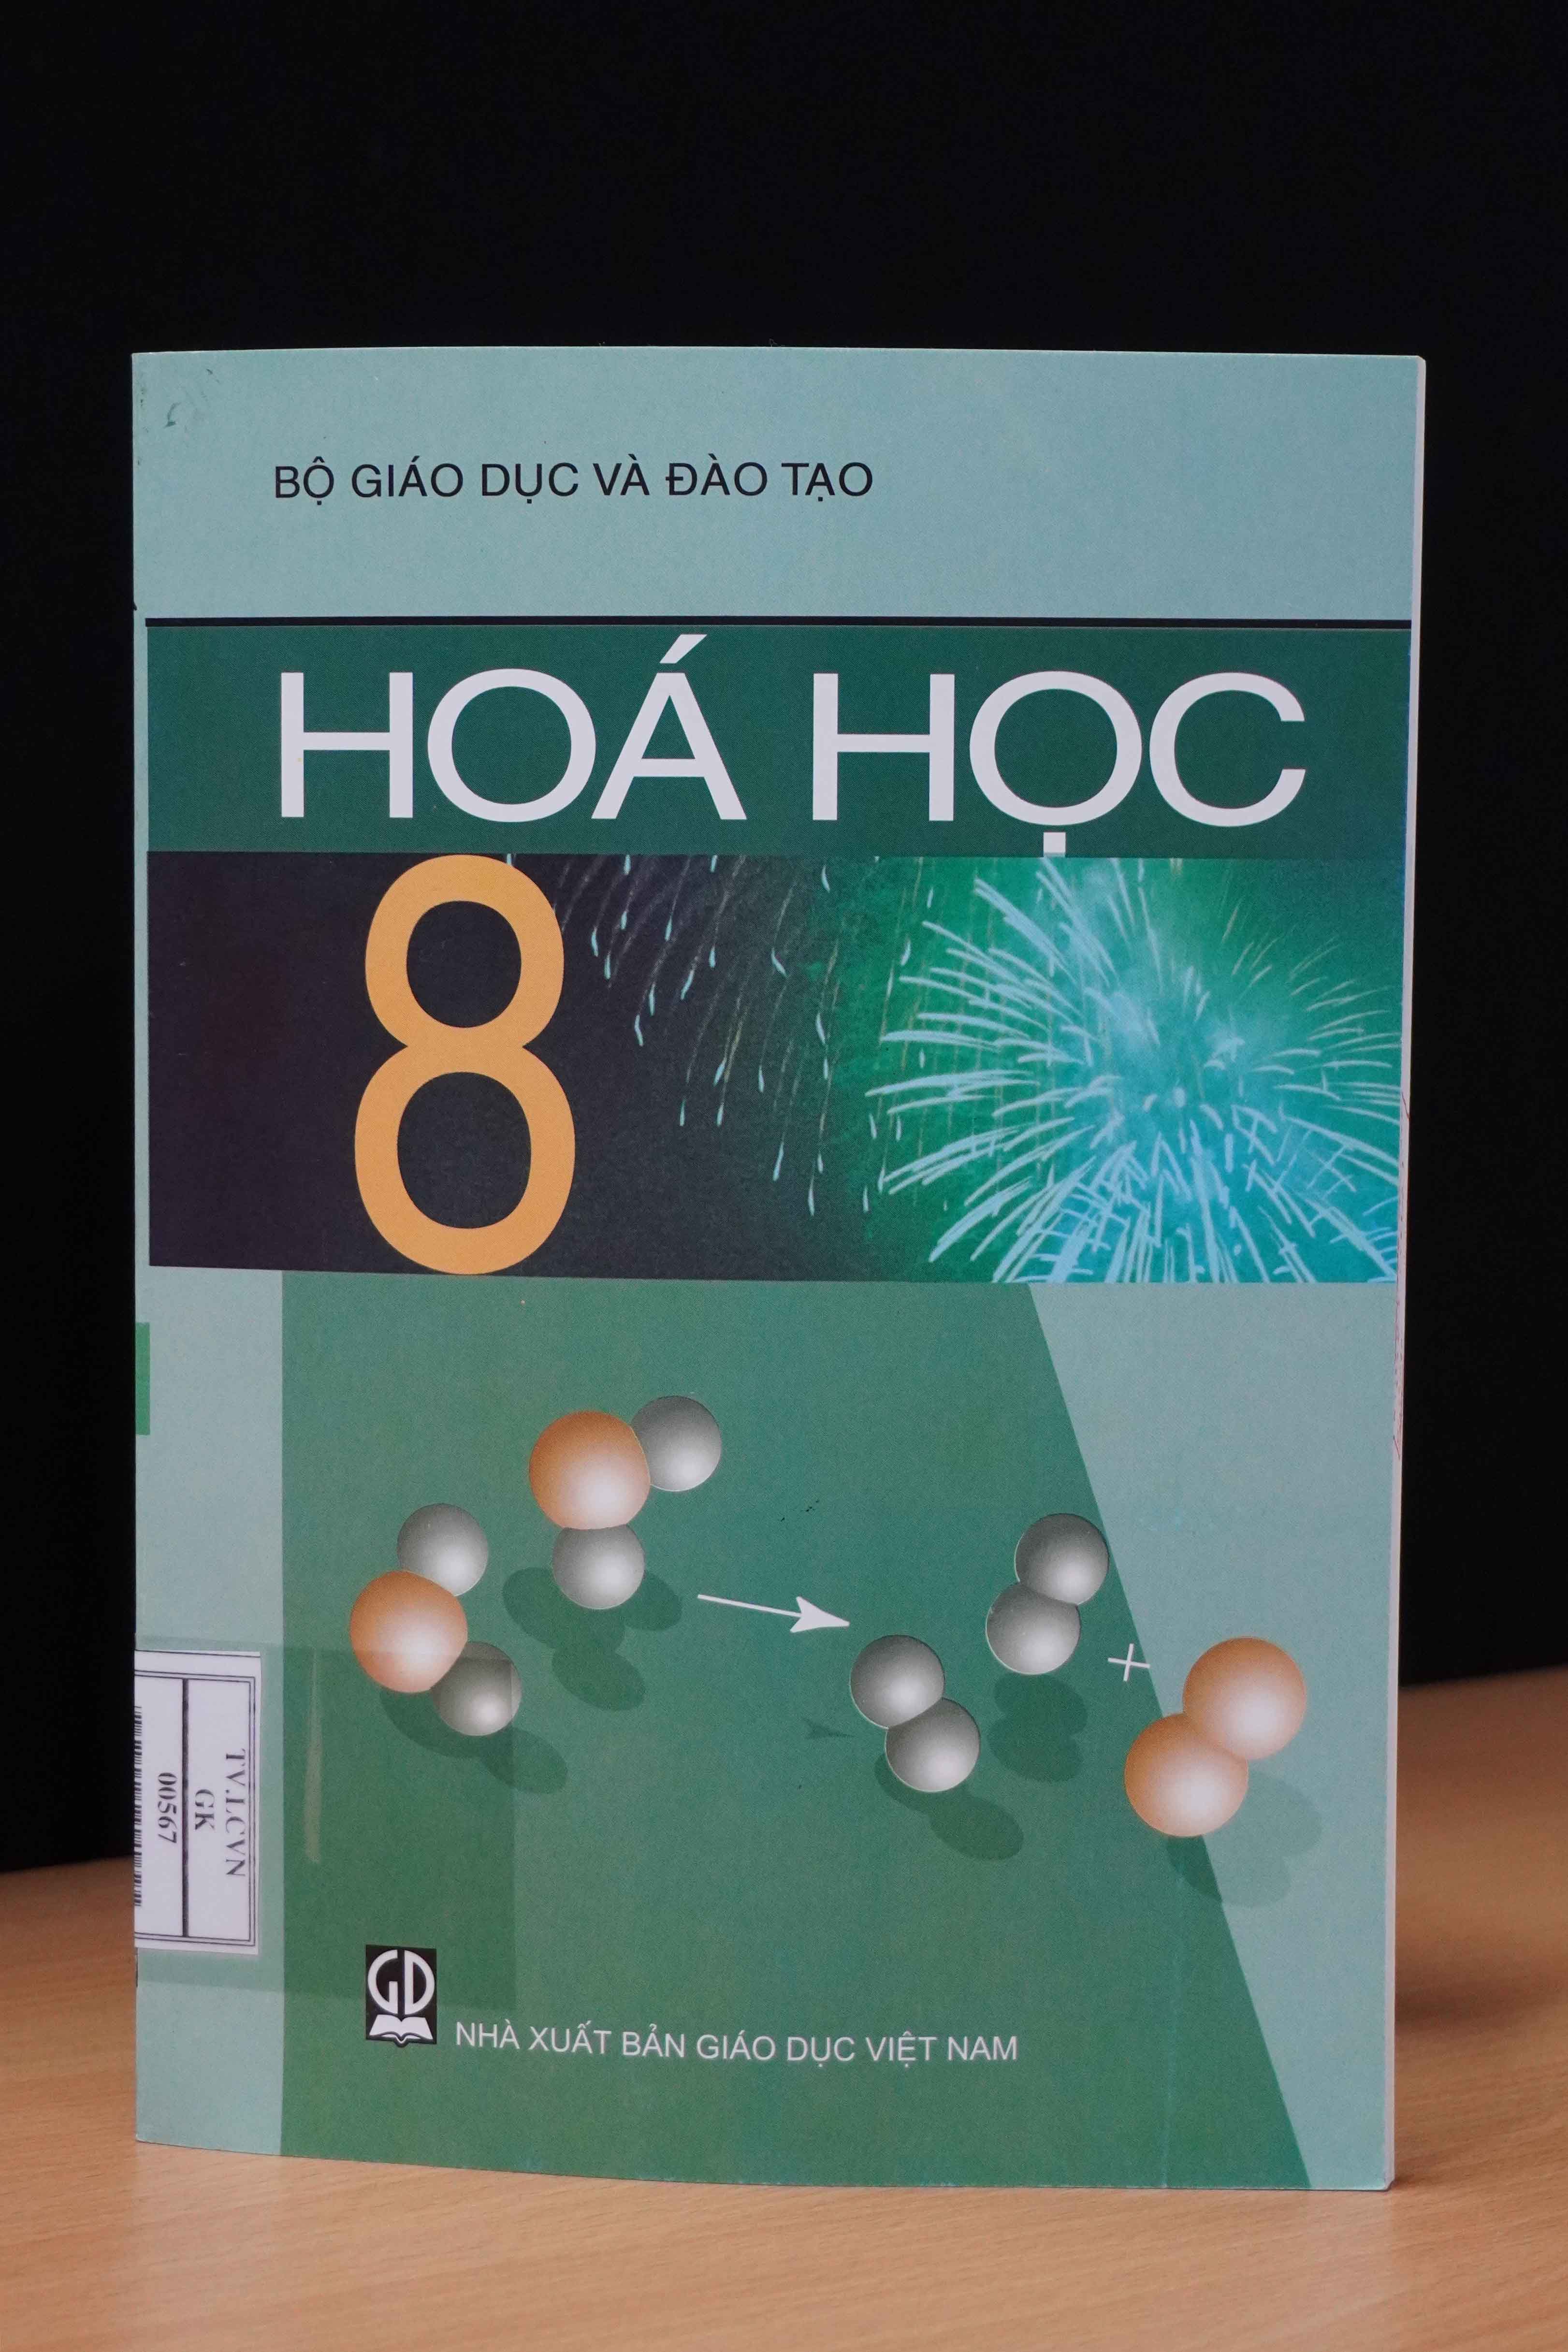 BỘ GIÁO DỤC VÀ ĐÀO TẠO
HOÁ HỌC
8
+
TV.LCVN
GK
00567
GD
NHÀ XUẤT BẢN GIÁO DỤC VIỆT NAM